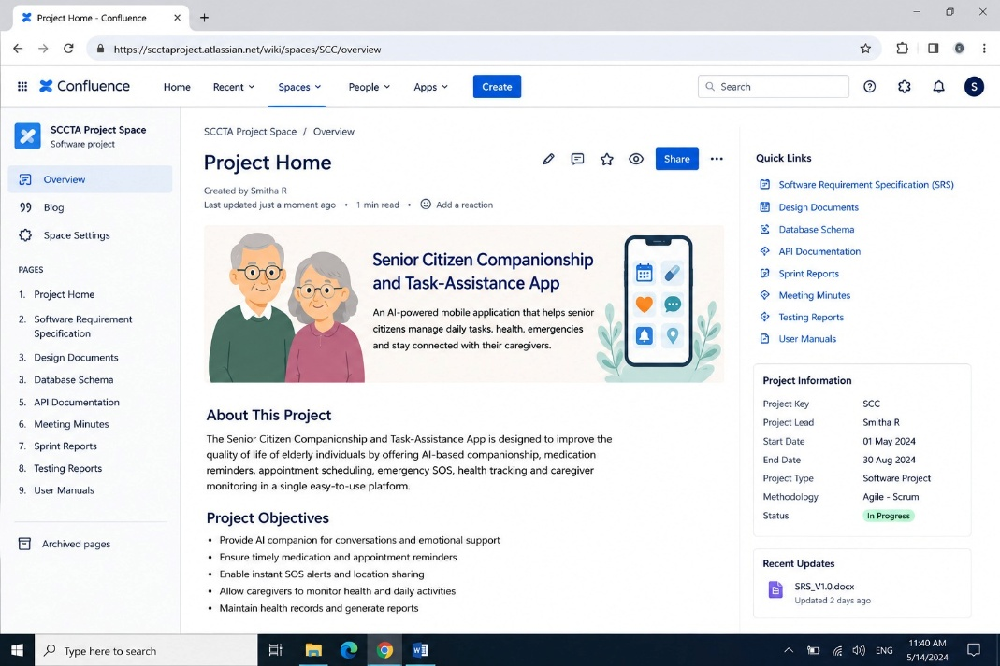 Project Home - Confluence
https://scctaproject.atlassian.net/wiki/spaces/SCC/overview
Confluence
Home
Recent
Spaces
People
Apps
Create
Search
S
SCCTA Project Space
Software project
Overview
Blog
Space Settings
PAGES
1. Project Home
2. Software Requirement
Specification
3. Design Documents
3. Database Schema
5. API Documentation
6. Meeting Minutes
7. Sprint Reports
8. Testing Reports
9. User Manuals
Archived pages
SCCTA Project Space / Overview
Project Home
Share
Created by Smitha R
Last updated just a moment ago • 1 min read • Add a reaction
Senior Citizen Companionship
and Task-Assistance App
An AI-powered mobile application that helps senior
citizens manage daily tasks, health, emergencies
and stay connected with their caregivers.
About This Project
The Senior Citizen Companionship and Task-Assistance App is designed to improve the
quality of life of elderly individuals by offering AI-based companionship, medication
reminders, appointment scheduling, emergency SOS, health tracking and caregiver
monitoring in a single easy-to-use platform.
Project Objectives
• Provide AI companion for conversations and emotional support
• Ensure timely medication and appointment reminders
• Enable instant SOS alerts and location sharing
• Allow caregivers to monitor health and daily activities
• Maintain health records and generate reports
Quick Links
Software Requirement Specification (SRS)
Design Documents
Database Schema
API Documentation
Sprint Reports
Meeting Minutes
Testing Reports
User Manuals
Project Information
Project Key SCC
Project Lead Smitha R
Start Date 01 May 2024
End Date 30 Aug 2024
Project Type Software Project
Methodology Agile - Scrum
Status In Progress
Recent Updates
SRS_V1.0.docx
Updated 2 days ago
Type here to search
ENG
11:40 AM
5/14/2024